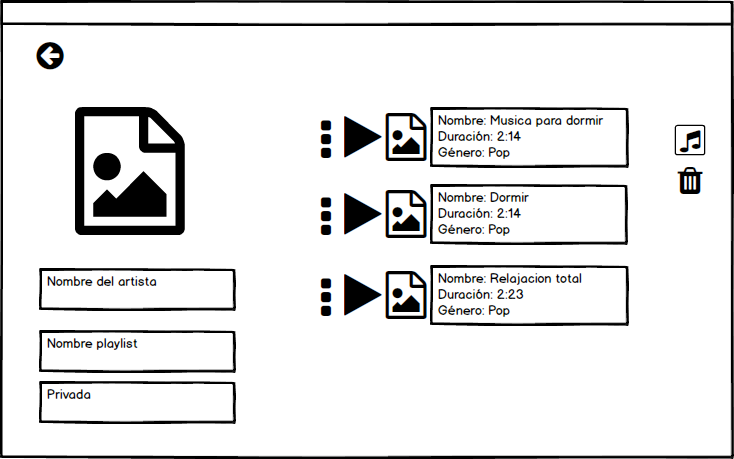 Nombre: Musica para dormir
Duración: 2:14
Género: Pop
Nombre: Dormir
Duración: 2:14
Género: Pop
Nombre: Relajacion total
Duración: 2:23
Género: Pop
Nombre del artista
Nombre playlist
Privada